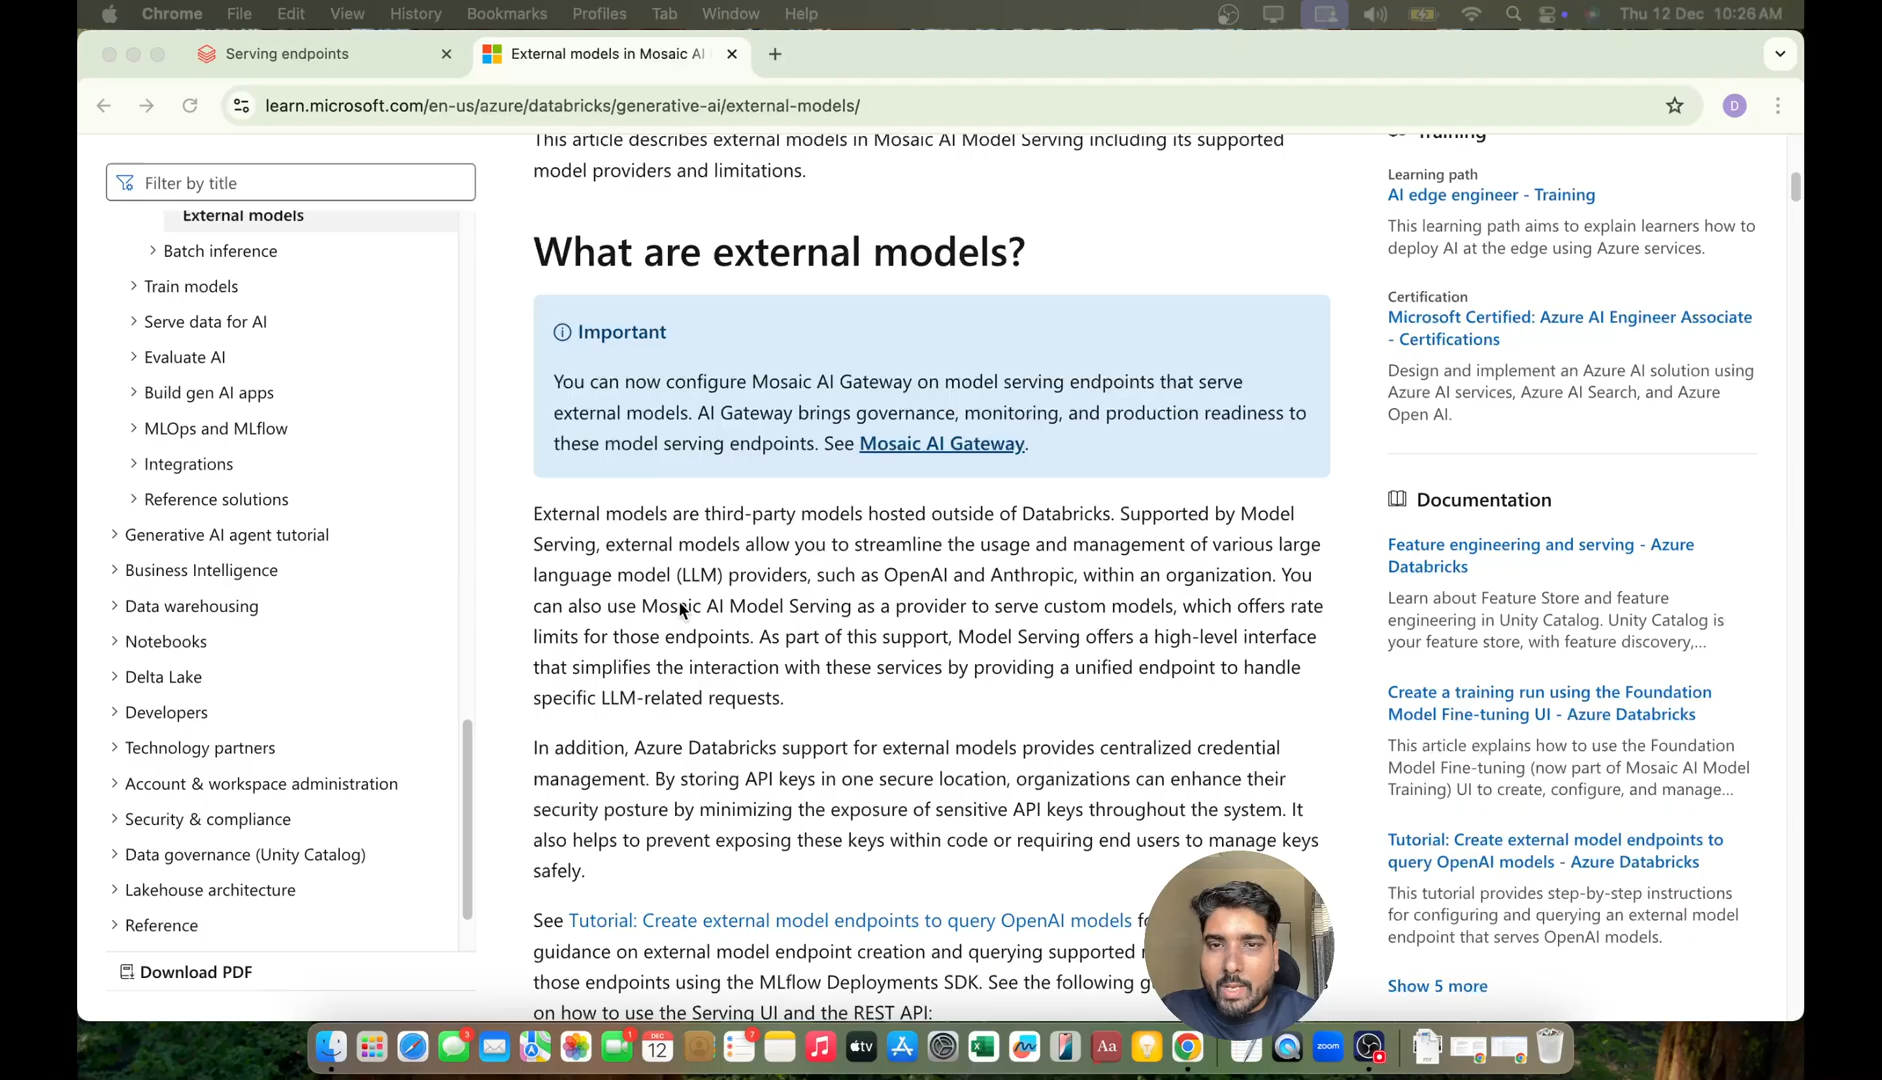 Chrome File Edit View History Bookmarks Profiles Tab Window Help Thu 12 Dec 10:26 AM
Serving endpoints
External models in Mosaic AI
learn.microsoft.com/en-us/azure/databricks/generative-ai/external-models/
D
Filter by title
External models
Batch inference
Train models
Serve data for AI
Evaluate AI
Build gen AI apps
MLOps and MLflow
Integrations
Reference solutions
Generative AI agent tutorial
Business Intelligence
Data warehousing
Notebooks
Delta Lake
Developers
Technology partners
Account & workspace administration
Security & compliance
Data governance (Unity Catalog)
Lakehouse architecture
Reference
Download PDF
This article describes external models in Mosaic AI Model Serving including its supported
model providers and limitations.
What are external models?
Important
You can now configure Mosaic AI Gateway on model serving endpoints that serve
external models. AI Gateway brings governance, monitoring, and production readiness to
these model serving endpoints. See Mosaic AI Gateway.
External models are third-party models hosted outside of Databricks. Supported by Model
Serving, external models allow you to streamline the usage and management of various large
language model (LLM) providers, such as OpenAI and Anthropic, within an organization. You
can also use Mosaic AI Model Serving as a provider to serve custom models, which offers rate
limits for those endpoints. As part of this support, Model Serving offers a high-level interface
that simplifies the interaction with these services by providing a unified endpoint to handle
specific LLM-related requests.
In addition, Azure Databricks support for external models provides centralized credential
management. By storing API keys in one secure location, organizations can enhance their
security posture by minimizing the exposure of sensitive API keys throughout the system. It
also helps to prevent exposing these keys within code or requiring end users to manage keys
safely.
See Tutorial: Create external model endpoints to query OpenAI models
guidance on external model endpoint creation and querying supported
those endpoints using the MLflow Deployments SDK. See the following
on how to use the Serving UI and the REST API:
Training
Learning path
AI edge engineer - Training
This learning path aims to explain learners how to
deploy AI at the edge using Azure services.
Certification
Microsoft Certified: Azure AI Engineer Associate
- Certifications
Design and implement an Azure AI solution using
Azure AI services, Azure AI Search, and Azure
Open AI.
Documentation
Feature engineering and serving - Azure
Databricks
Learn about Feature Store and feature
engineering in Unity Catalog. Unity Catalog is
your feature store, with feature discovery,...
Create a training run using the Foundation
Model Fine-tuning UI - Azure Databricks
This article explains how to use the Foundation
Model Fine-tuning (now part of Mosaic AI Model
Training) UI to create, configure, and manage...
Tutorial: Create external model endpoints to
query OpenAI models - Azure Databricks
This tutorial provides step-by-step instructions
for configuring and querying an external model
endpoint that serves OpenAI models.
Show 5 more
3 1 DEC 12 7 tv Aa zoom